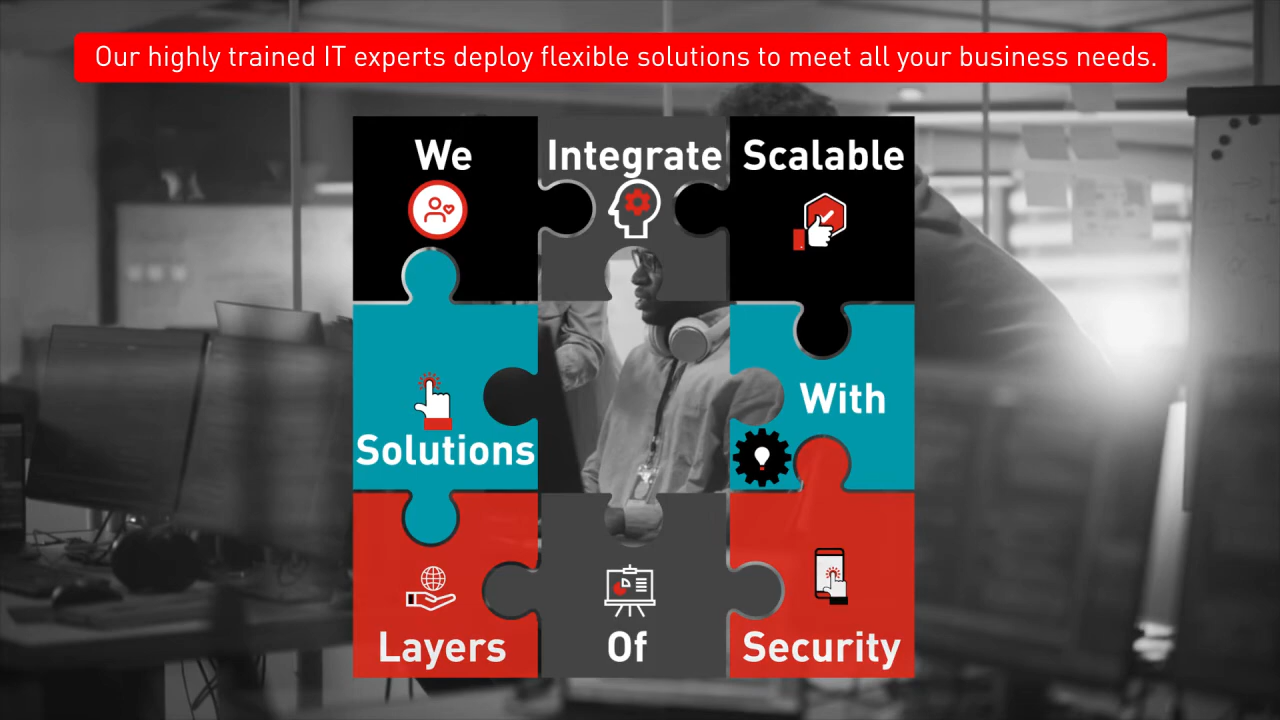 Our highly trained IT experts deploy flexible solutions to meet all your business needs.
We Integrate Scalable
Solutions With
Layers Of Security